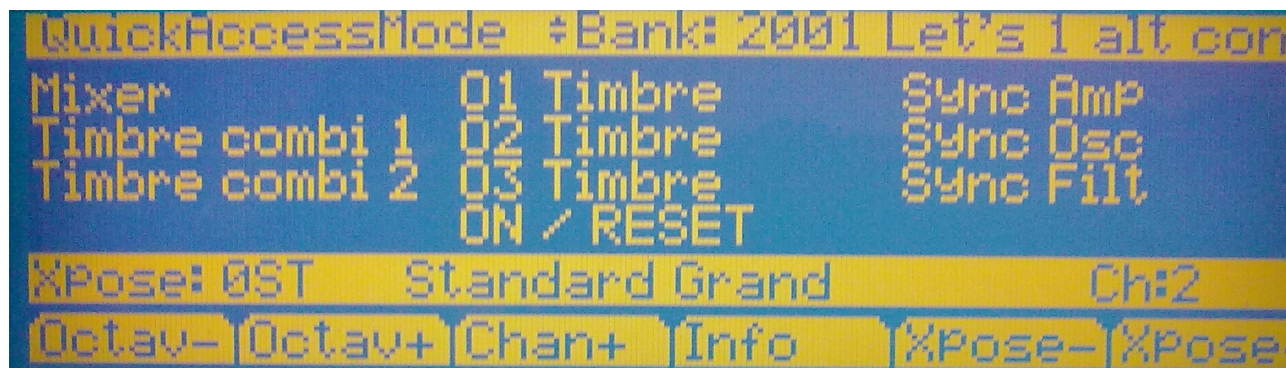 QuickAccessMode ÷Bank: 2001 Let's 1 alt con
Mixer 01 Timbre Sync Amp
Timbre combi 1 02 Timbre Sync Osc
Timbre combi 2 03 Timbre Sync Filt
ON / RESET
Xpose: 0ST Standard Grand Ch:2
Octav- Octav+ Chan+ Info Xpose- Xpose